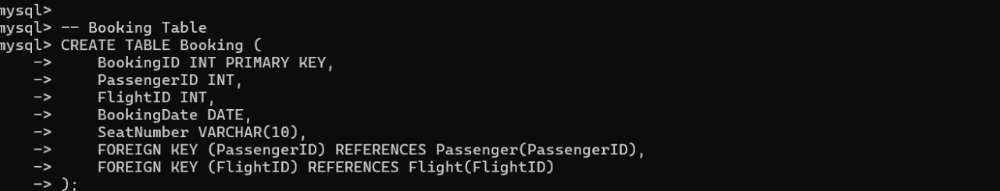 mysql>
mysql> -- Booking Table
mysql> CREATE TABLE Booking (
    ->     BookingID INT PRIMARY KEY,
    ->     PassengerID INT,
    ->     FlightID INT,
    ->     BookingDate DATE,
    ->     SeatNumber VARCHAR(10),
    ->     FOREIGN KEY (PassengerID) REFERENCES Passenger(PassengerID),
    ->     FOREIGN KEY (FlightID) REFERENCES Flight(FlightID)
    -> );